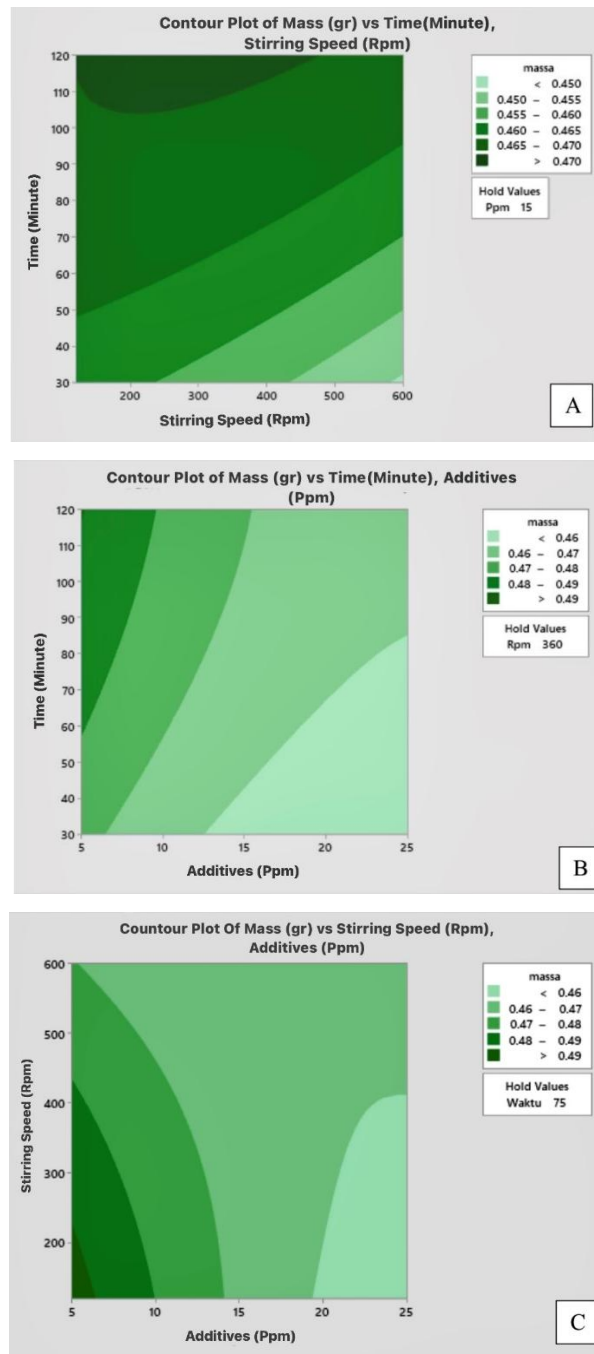 Contour Plot of Mass (gr) vs Time(Minute),
Stirring Speed (Rpm)
120
110
100
90
80
70
60
50
40
30
Time (Minute)
200 300 400 500 600
Stirring Speed (Rpm)
massa
< 0.450
0.450 – 0.455
0.455 – 0.460
0.460 – 0.465
0.465 – 0.470
> 0.470
Hold Values
Ppm 15
A
Contour Plot of Mass (gr) vs Time(Minute), Additives
(Ppm)
120
110
100
90
80
70
60
50
40
30
Time (Minute)
5 10 15 20 25
Additives (Ppm)
massa
< 0.46
0.46 – 0.47
0.47 – 0.48
0.48 – 0.49
> 0.49
Hold Values
Rpm 360
B
Countour Plot Of Mass (gr) vs Stirring Speed (Rpm),
Additives (Ppm)
600
500
400
300
200
Stirring Speed (Rpm)
5 10 15 20 25
Additives (Ppm)
massa
< 0.46
0.46 – 0.47
0.47 – 0.48
0.48 – 0.49
> 0.49
Hold Values
Waktu 75
C